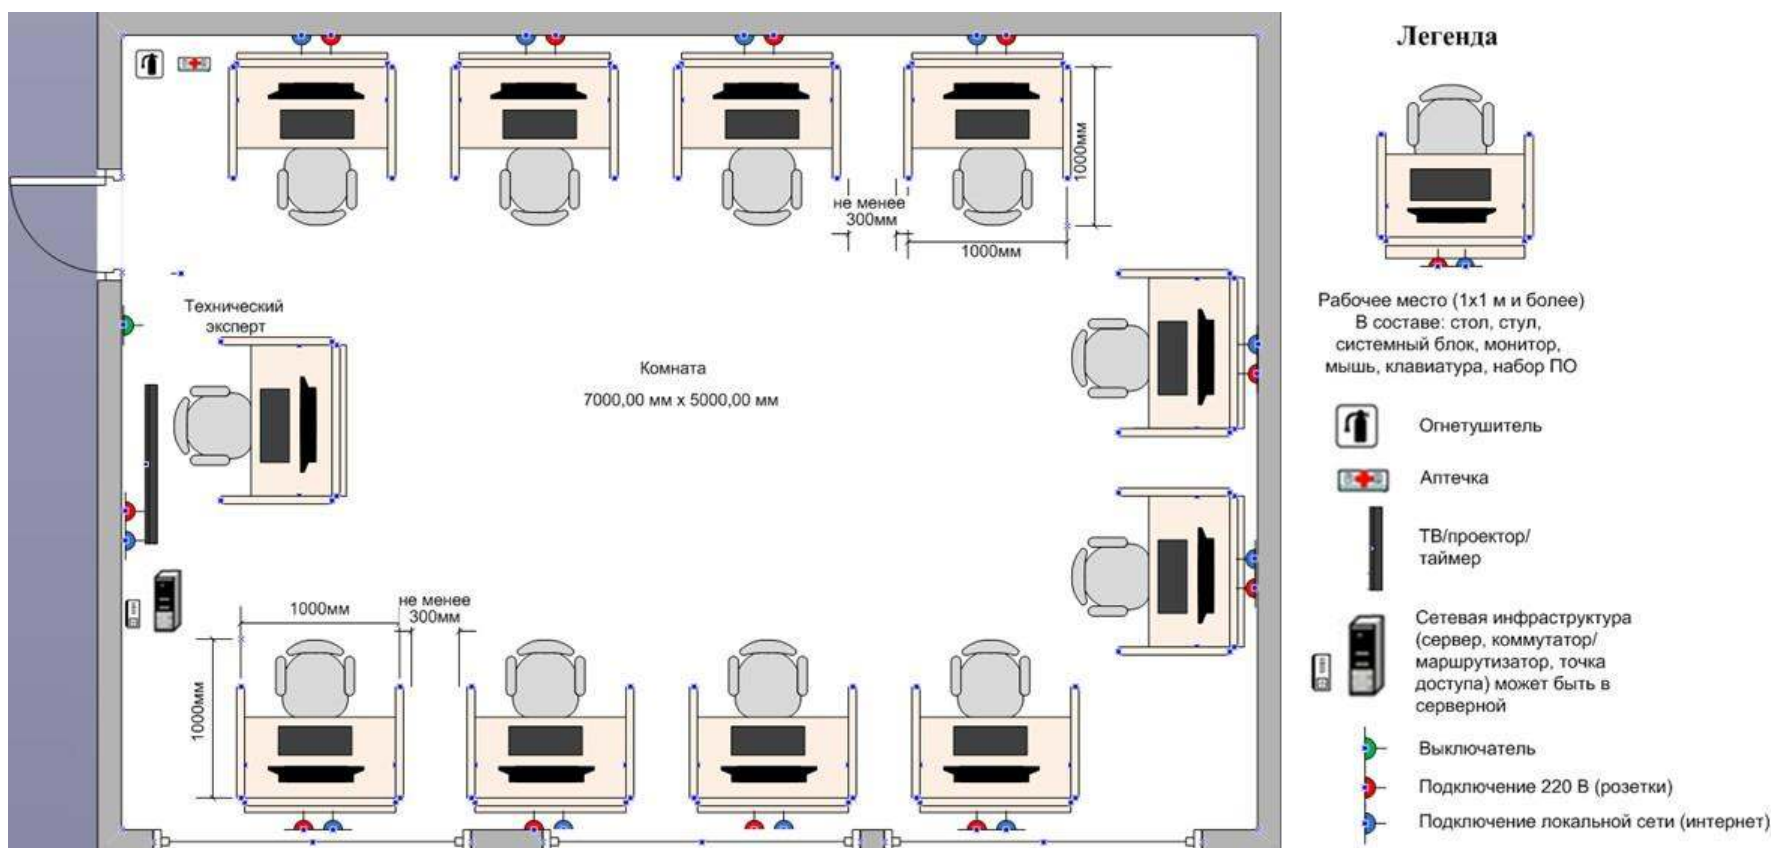 Легенда
не менее
300мм
1000мм
1000мм
Технический
эксперт
Комната
7000,00 мм x 5000,00 мм
1000мм
не менее
300мм
1000мм
Рабочее место (1x1 м и более)
В составе: стол, стул,
системный блок, монитор,
мышь, клавиатура, набор ПО
Огнетушитель
Аптечка
ТВ/проектор/
таймер
Сетевая инфраструктура
(сервер, коммутатор/
маршрутизатор, точка
доступа) может быть в
серверной
Выключатель
Подключение 220 В (розетки)
Подключение локальной сети (интернет)